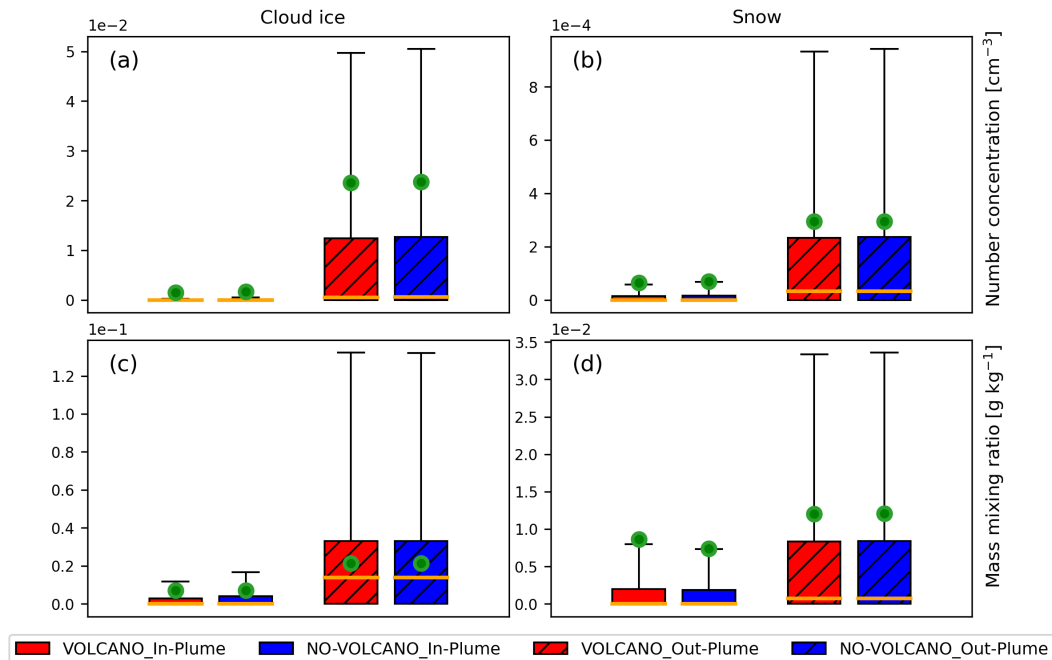 Cloud ice
Snow
1e−2
1e−4
(a)
(b)
5
4
3
2
1
0
8
6
4
2
0
Number concentration [cm⁻³]
1e−1
1e−2
(c)
(d)
1.2
1.0
0.8
0.6
0.4
0.2
0.0
3.5
3.0
2.5
2.0
1.5
1.0
0.5
0.0
Mass mixing ratio [g kg⁻¹]
VOLCANO_In-Plume
NO-VOLCANO_In-Plume
VOLCANO_Out-Plume
NO-VOLCANO_Out-Plume